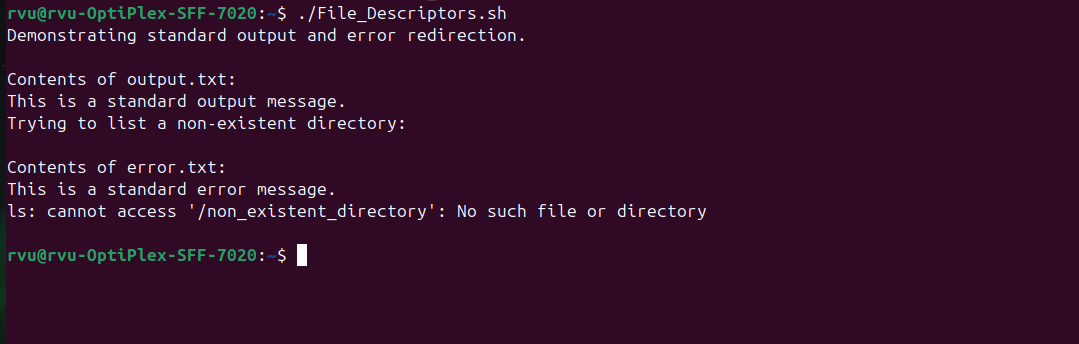 rvu@rvu-OptiPlex-SFF-7020:~$ ./File_Descriptors.sh
Demonstrating standard output and error redirection.
Contents of output.txt:
This is a standard output message.
Trying to list a non-existent directory:
Contents of error.txt:
This is a standard error message.
ls: cannot access '/non_existent_directory': No such file or directory
rvu@rvu-OptiPlex-SFF-7020:~$